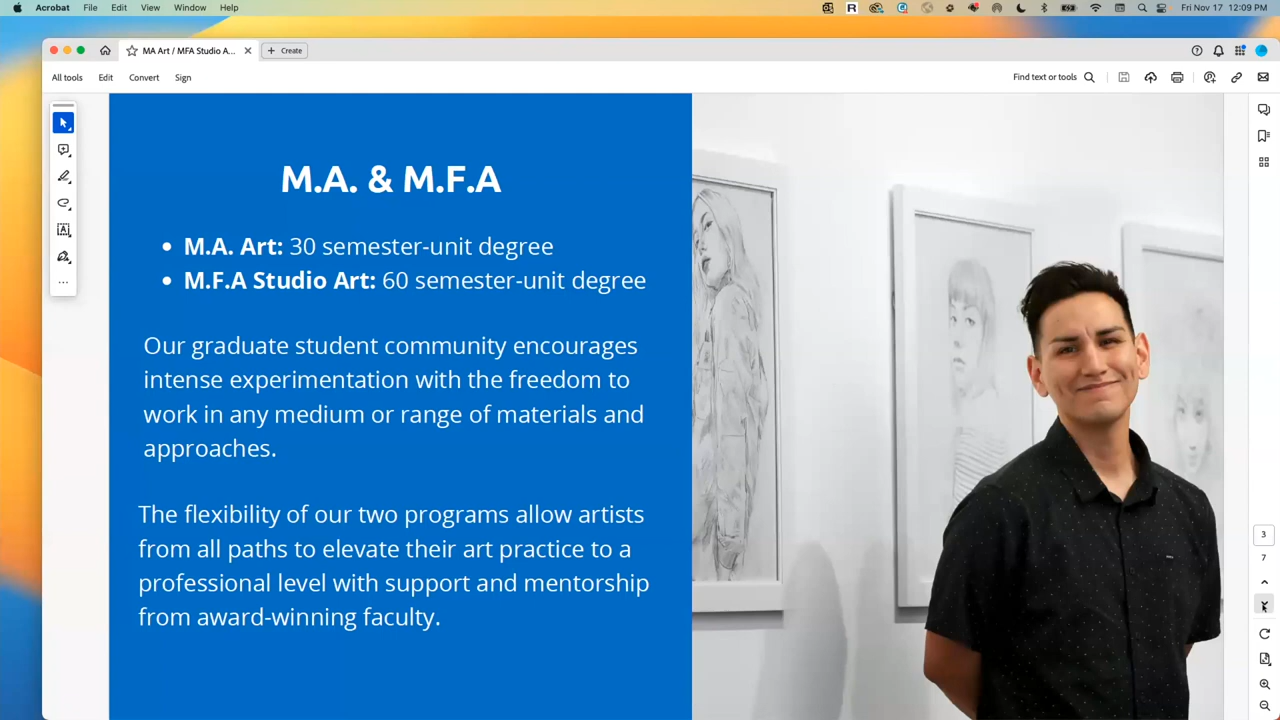 Acrobat File Edit View Window Help
Fri Nov 17 12:09 PM
MA Art / MFA Studio A...
Create
All tools Edit Convert Sign
Find text or tools
M.A. & M.F.A
• M.A. Art: 30 semester-unit degree
• M.F.A Studio Art: 60 semester-unit degree
Our graduate student community encourages
intense experimentation with the freedom to
work in any medium or range of materials and
approaches.
The flexibility of our two programs allow artists
from all paths to elevate their art practice to a
professional level with support and mentorship
from award-winning faculty.
3
7